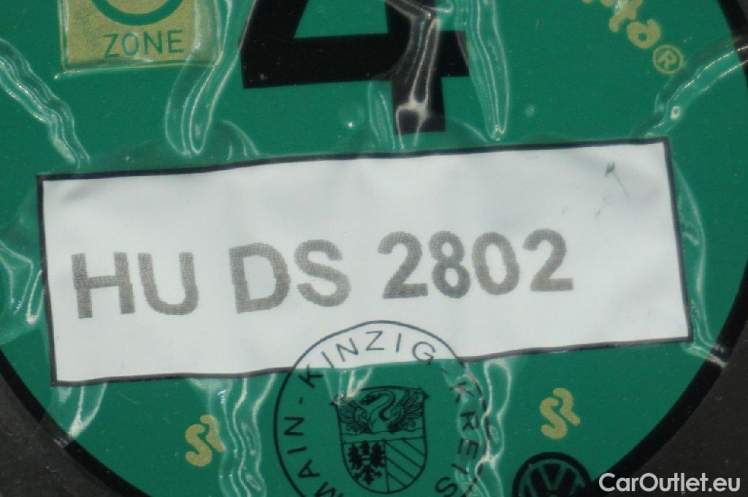 ZONE
4
HU DS 2802
MAIN-KINZIG-KREIS
CarOutlet.eu